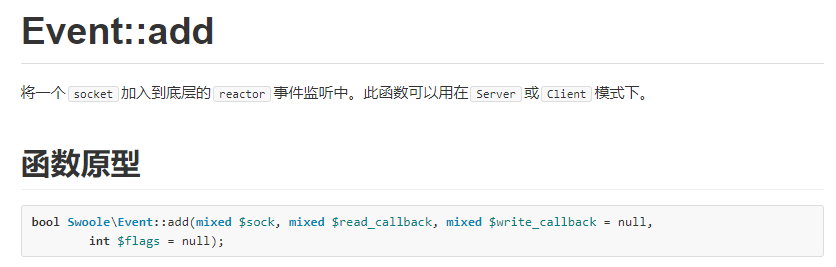 Event::add
将一个 socket 加入到底层的 reactor 事件监听中。此函数可以用在 Server 或 Client 模式下。
函数原型
bool Swoole\Event::add(mixed $sock, mixed $read_callback, mixed $write_callback = null,
int $flags = null);